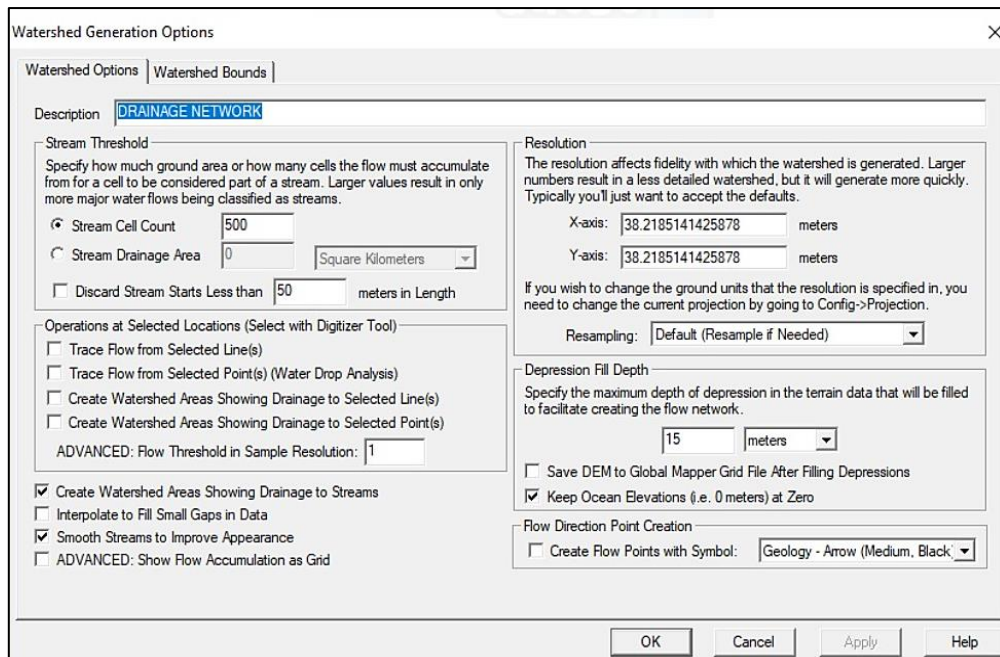 Watershed Generation Options
Watershed Options
Watershed Bounds
Description
DRAINAGE NETWORK
Stream Threshold
Specify how much ground area or how many cells the flow must accumulate
from for a cell to be considered part of a stream. Larger values result in only
more major water flows being classified as streams.
Stream Cell Count 500
Stream Drainage Area 0 Square Kilometers
Discard Stream Starts Less than 50 meters in Length
Operations at Selected Locations (Select with Digitizer Tool)
Trace Flow from Selected Line(s)
Trace Flow from Selected Point(s) (Water Drop Analysis)
Create Watershed Areas Showing Drainage to Selected Line(s)
Create Watershed Areas Showing Drainage to Selected Point(s)
ADVANCED: Flow Threshold in Sample Resolution: 1
Create Watershed Areas Showing Drainage to Streams
Interpolate to Fill Small Gaps in Data
Smooth Streams to Improve Appearance
ADVANCED: Show Flow Accumulation as Grid
Resolution
The resolution affects fidelity with which the watershed is generated. Larger
numbers result in a less detailed watershed, but it will generate more quickly.
Typically you'll just want to accept the defaults.
X-axis: 38.2185141425878 meters
Y-axis: 38.2185141425878 meters
If you wish to change the ground units that the resolution is specified in, you
need to change the current projection by going to Config->Projection.
Resampling: Default (Resample if Needed)
Depression Fill Depth
Specify the maximum depth of depression in the terrain data that will be filled
to facilitate creating the flow network.
15 meters
Save DEM to Global Mapper Grid File After Filling Depressions
Keep Ocean Elevations (i.e. 0 meters) at Zero
Flow Direction Point Creation
Create Flow Points with Symbol: Geology - Arrow (Medium, Black)
OK
Cancel
Apply
Help